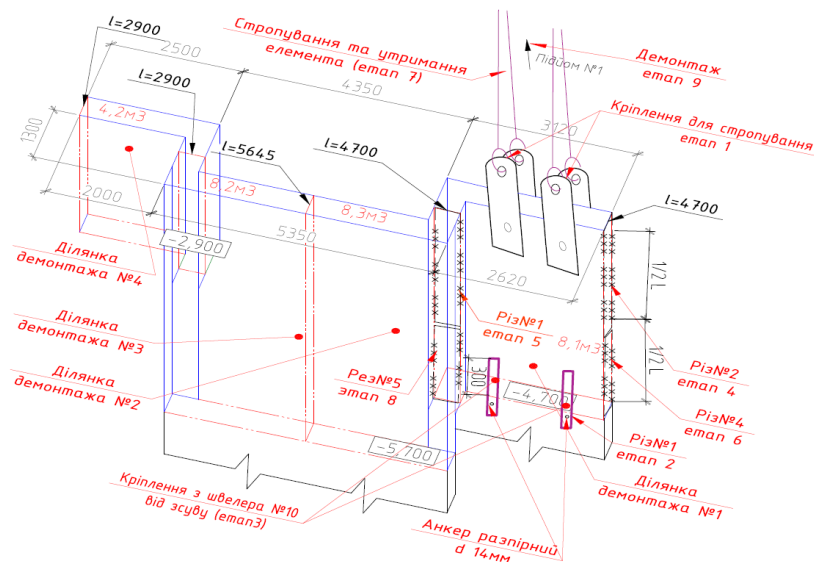 l=2900
2500
Стропування та утримання
елемента (етап 7)
Підйом №1
Демонтаж
етап 9
l=2900
4350
4,2м3
1300
3120
Кріплення для стропування
етап 1
l=5645
l=4700
8,2м3
8,3м3
l=4700
2000
5350
-2,900
2620
Ділянка
демонтажа №4
1/2 L
Різ№1
етап 5
8,1м3
Ділянка
демонтажа №3
Різ№2
етап 4
1/2 L
Ділянка
демонтажа №2
Рез№5
этап 8
300
-4,700
Різ№4
етап 6
-5,700
Різ№1
етап 2
Кріплення з швелера №10
від зсуву (етап3)
Ділянка
демонтажа №1
Анкер разпірний
d 14мм